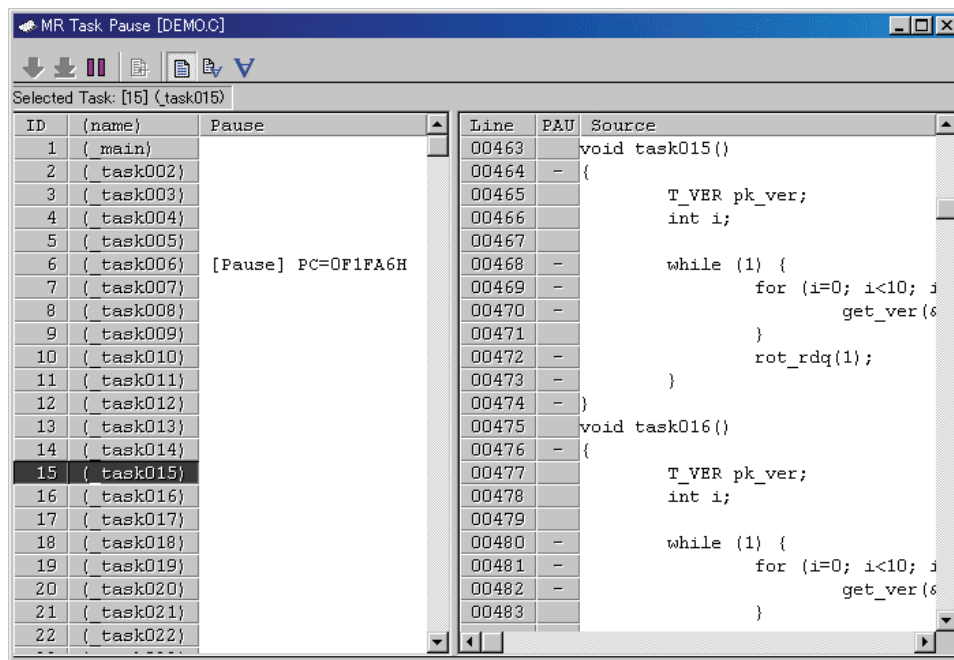 MR Task Pause [DEMO.C]
Selected Task: [15] (_task015)
ID (name) Pause
1 (_main)
2 (_task002)
3 (_task003)
4 (_task004)
5 (_task005)
6 (_task006) [Pause] PC=0F1FA6H
7 (_task007)
8 (_task008)
9 (_task009)
10 (_task010)
11 (_task011)
12 (_task012)
13 (_task013)
14 (_task014)
15 (_task015)
16 (_task016)
17 (_task017)
18 (_task018)
19 (_task019)
20 (_task020)
21 (_task021)
22 (_task022)
Line PAU Source
00463 void task015()
00464 - {
00465 T_VER pk_ver;
00466 int i;
00467
00468 - while (1) {
00469 - for (i=0; i<10; i
00470 - get_ver(&
00471 }
00472 - rot_rdq(1);
00473 - }
00474 - }
00475 void task016()
00476 - {
00477 T_VER pk_ver;
00478 int i;
00479
00480 - while (1) {
00481 - for (i=0; i<10; i
00482 - get_ver(&
00483 }